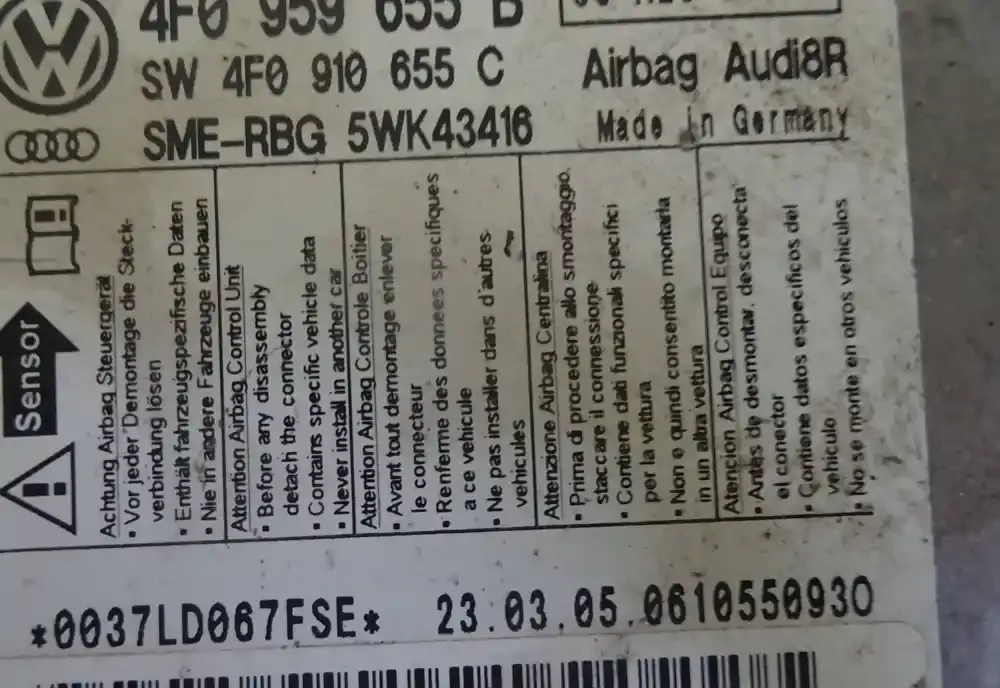 4F0 959 655 B
SW 4F0 910 655 C
Airbag Audi8R
SME-RBG 5WK43416
Made in Germany
Sensor
Achtung Airbag Steuergerät
• Vor jeder Demontage die Steck-
verbindung lösen
• Enthält fahrzeugspezifische Daten
• Nie in andere Fahrzeuge einbauen
Attention Airbag Control Unit
• Before any disassembly
detach the connector
• Contains specific vehicle data
• Never install in another car
Attention Airbag Controle Boitier
• Avant tout demontage enlever
le connecteur
• Renferme des donnees specifiques
a ce vehicule
• Ne pas installer dans d'autres
vehicules
Attenzione Airbag Centralina
• Prima di procedere allo smontaggio,
staccare il connessione
• Contiene dati funzionali specifici
per la vettura
• Non e quindi consentito montarla
in un altra vettura
Atencion Airbag Control Equipo
• Antes de desmontar, desconecta
el conector
• Contiene datos especificos del
vehiculo
• No se monte en otros vehiculos
*0037LD067FSE* 23.03.05.0610550930